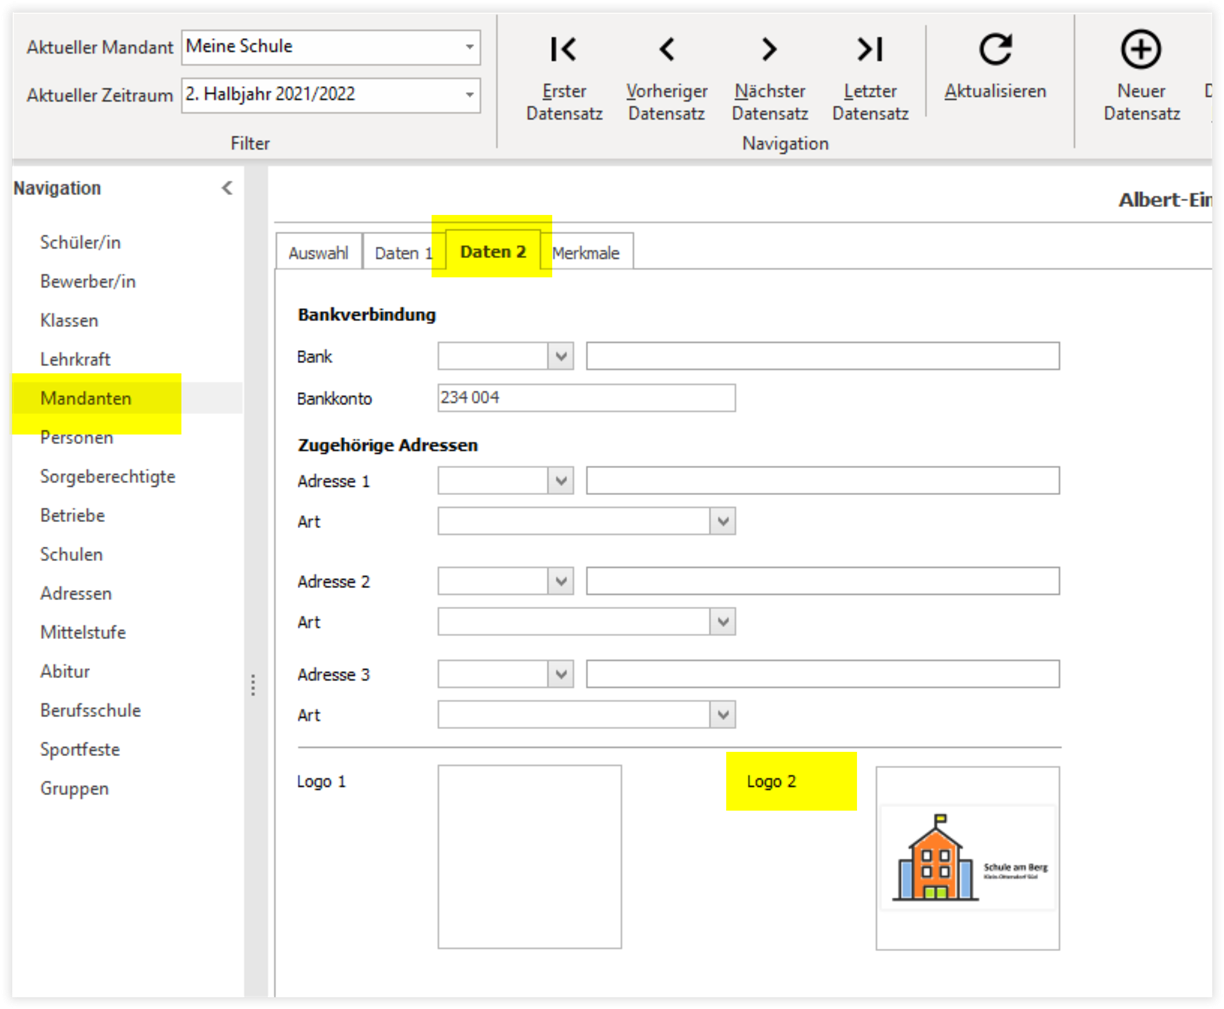 Aktueller Mandant Meine Schule
Aktueller Zeitraum 2. Halbjahr 2021/2022
Filter
Erster Datensatz
Vorheriger Datensatz
Nächster Datensatz
Letzter Datensatz
Navigation
Aktualisieren
Neuer Datensatz
D
Navigation
Schüler/in
Bewerber/in
Klassen
Lehrkraft
Mandanten
Personen
Sorgeberechtigte
Betriebe
Schulen
Adressen
Mittelstufe
Abitur
Berufsschule
Sportfeste
Gruppen
Albert-Ein
Auswahl Daten 1 Daten 2 Merkmale
Bankverbindung
Bank
Bankkonto 234 004
Zugehörige Adressen
Adresse 1
Art
Adresse 2
Art
Adresse 3
Art
Logo 1 Logo 2
Schule am Berg